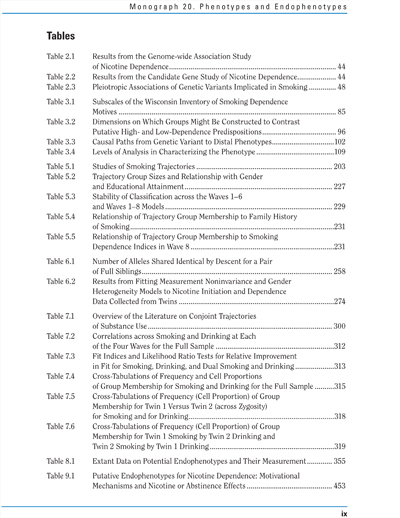 Monograph 20. Phenotypes and Endophenotypes
Tables
Table 2.1 Results from the Genome-wide Association Study
of Nicotine Dependence 44
Table 2.2 Results from the Candidate Gene Study of Nicotine Dependence 44
Table 2.3 Pleiotropic Associations of Genetic Variants Implicated in Smoking 48
Table 3.1 Subscales of the Wisconsin Inventory of Smoking Dependence
Motives 85
Table 3.2 Dimensions on Which Groups Might Be Constructed to Contrast
Putative High- and Low-Dependence Predispositions 96
Table 3.3 Causal Paths from Genetic Variant to Distal Phenotypes 102
Table 3.4 Levels of Analysis in Characterizing the Phenotype 109
Table 5.1 Studies of Smoking Trajectories 203
Table 5.2 Trajectory Group Sizes and Relationship with Gender
and Educational Attainment 227
Table 5.3 Stability of Classification across the Waves 1–6
and Waves 1–8 Models 229
Table 5.4 Relationship of Trajectory Group Membership to Family History
of Smoking 231
Table 5.5 Relationship of Trajectory Group Membership to Smoking
Dependence Indices in Wave 8 231
Table 6.1 Number of Alleles Shared Identical by Descent for a Pair
of Full Siblings 258
Table 6.2 Results from Fitting Measurement Noninvariance and Gender
Heterogeneity Models to Nicotine Initiation and Dependence
Data Collected from Twins 274
Table 7.1 Overview of the Literature on Conjoint Trajectories
of Substance Use 300
Table 7.2 Correlations across Smoking and Drinking at Each
of the Four Waves for the Full Sample 312
Table 7.3 Fit Indices and Likelihood Ratio Tests for Relative Improvement
in Fit for Smoking, Drinking, and Dual Smoking and Drinking 313
Table 7.4 Cross-Tabulations of Frequency and Cell Proportions
of Group Membership for Smoking and Drinking for the Full Sample 315
Table 7.5 Cross-Tabulations of Frequency (Cell Proportion) of Group
Membership for Twin 1 Versus Twin 2 (across Zygosity)
for Smoking and for Drinking 318
Table 7.6 Cross-Tabulations of Frequency (Cell Proportion) of Group
Membership for Twin 1 Smoking by Twin 2 Drinking and
Twin 2 Smoking by Twin 1 Drinking 319
Table 8.1 Extant Data on Potential Endophenotypes and Their Measurement 355
Table 9.1 Putative Endophenotypes for Nicotine Dependence: Motivational
Mechanisms and Nicotine or Abstinence Effects 453
ix